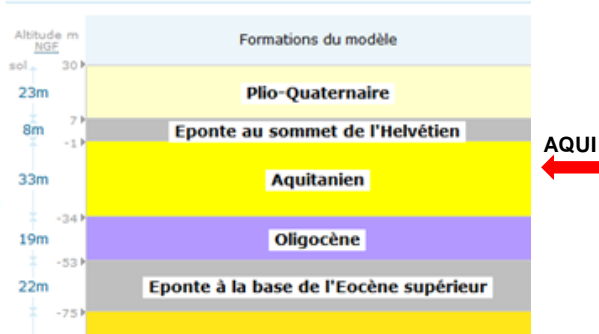 Altitude m
NGF
Formations du modèle
sol
30
23m
Plio-Quaternaire
7
8m
Eponte au sommet de l'Helvétien
-1
AQUI
33m
Aquitanien
-34
19m
Oligocène
-53
22m
Eponte à la base de l'Eocène supérieur
-75